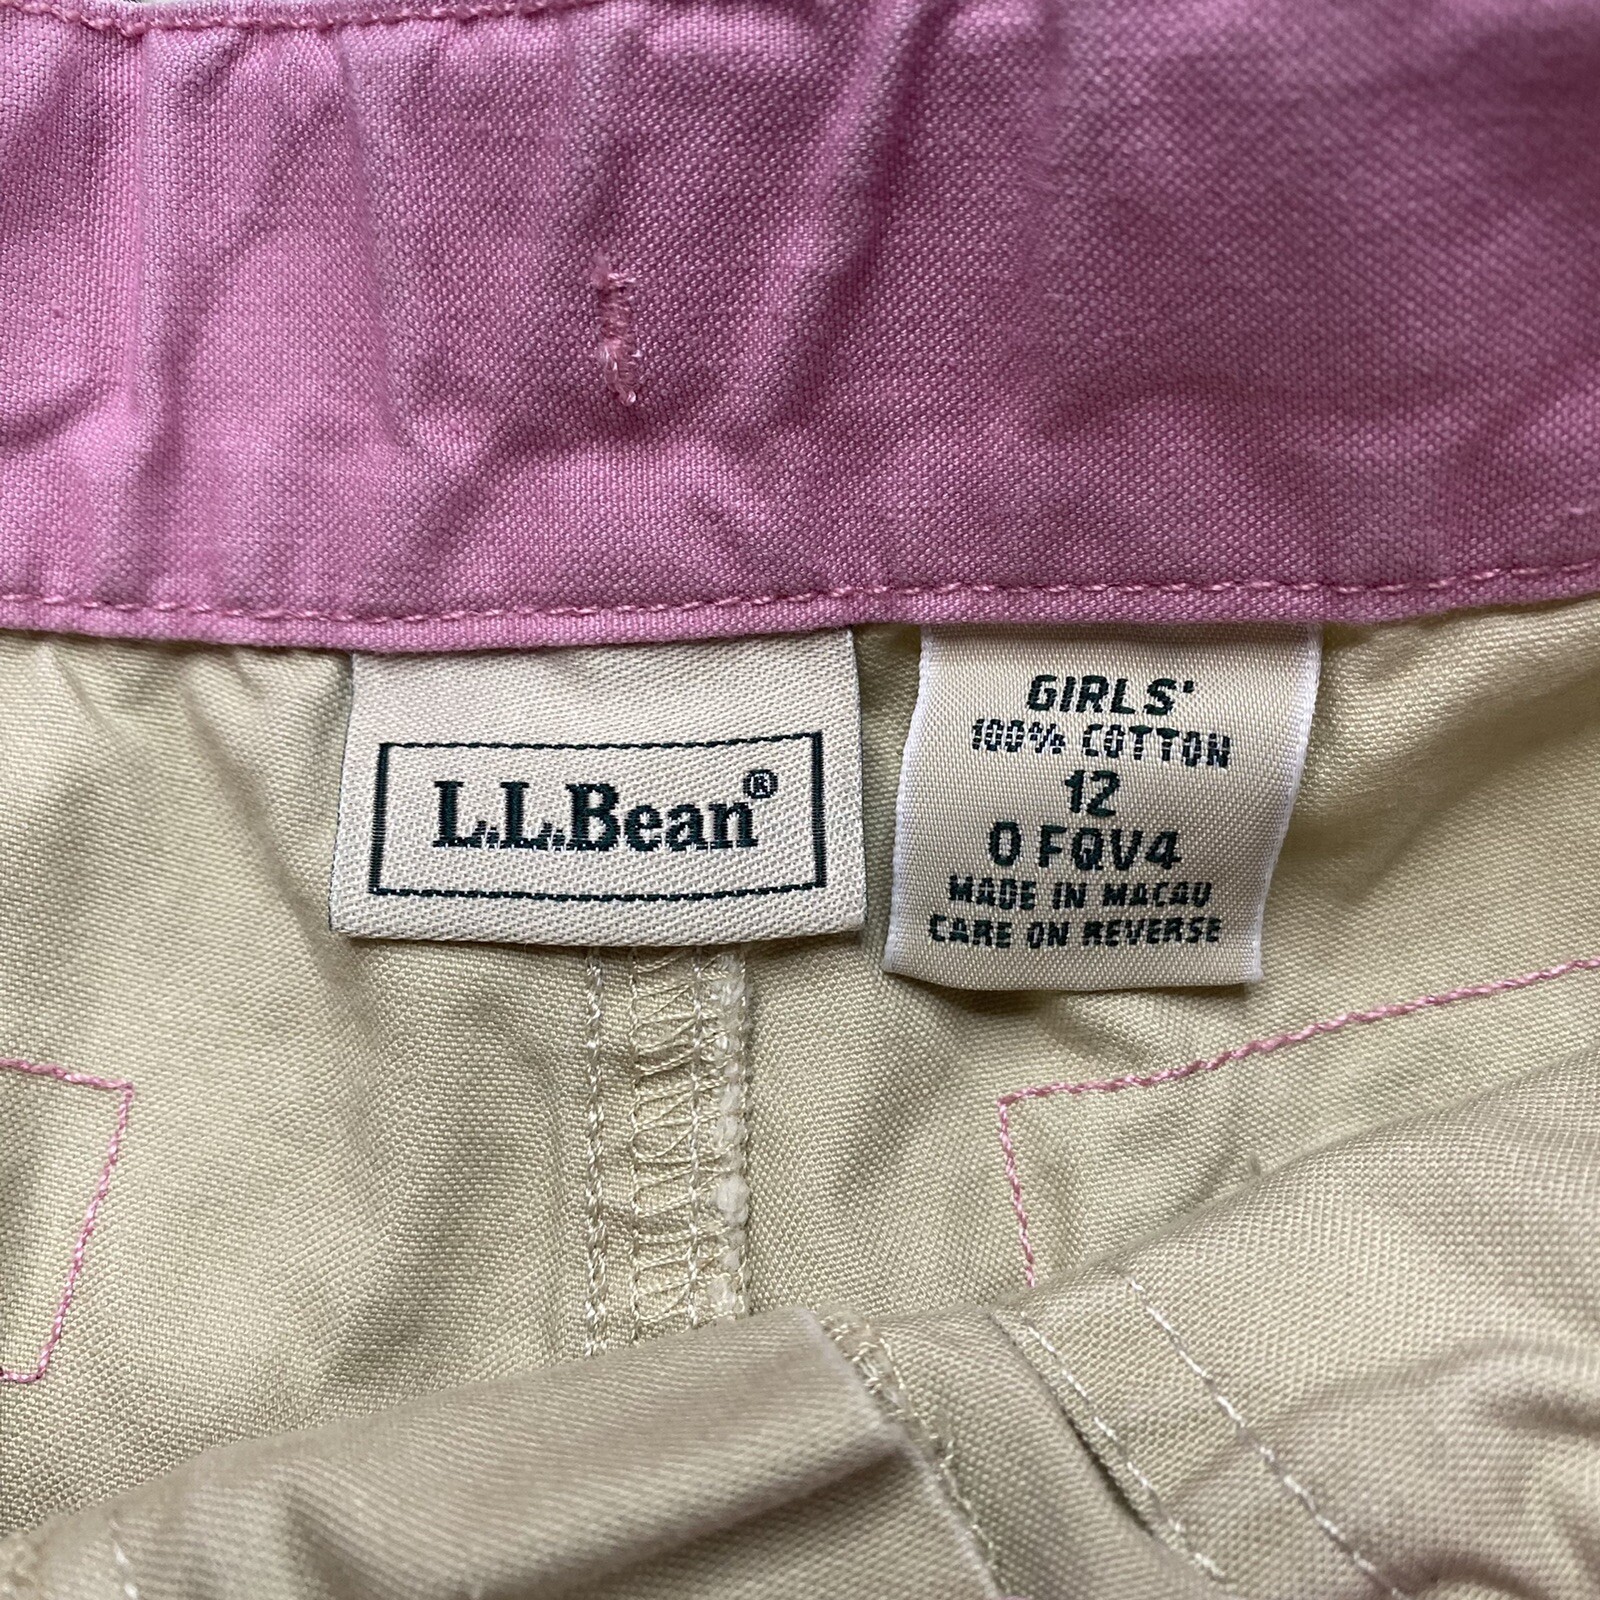 L.L.Bean®
GIRLS'
100% COTTON
12
0 FQV4
MADE IN MACAU
CARE ON REVERSE